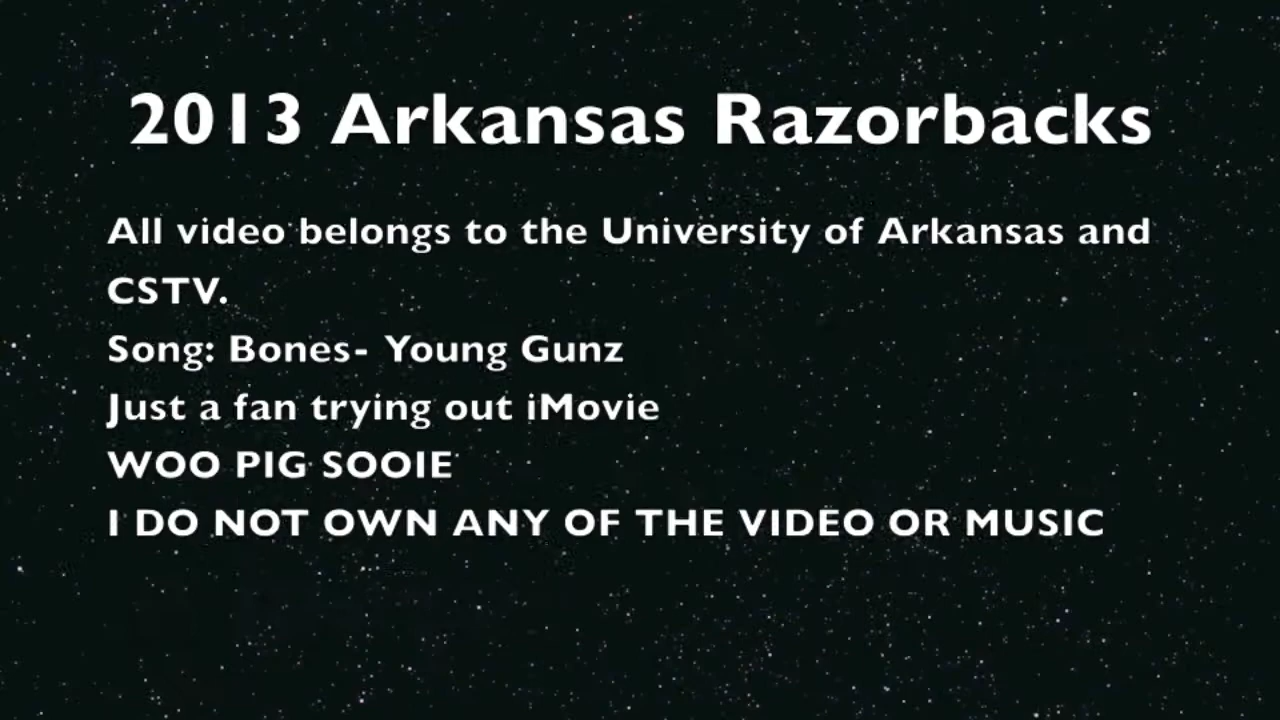 2013 Arkansas Razorbacks
All video belongs to the University of Arkansas and
CSTV.
Song: Bones- Young Gunz
Just a fan trying out iMovie
WOO PIG SOOIE
I DO NOT OWN ANY OF THE VIDEO OR MUSIC